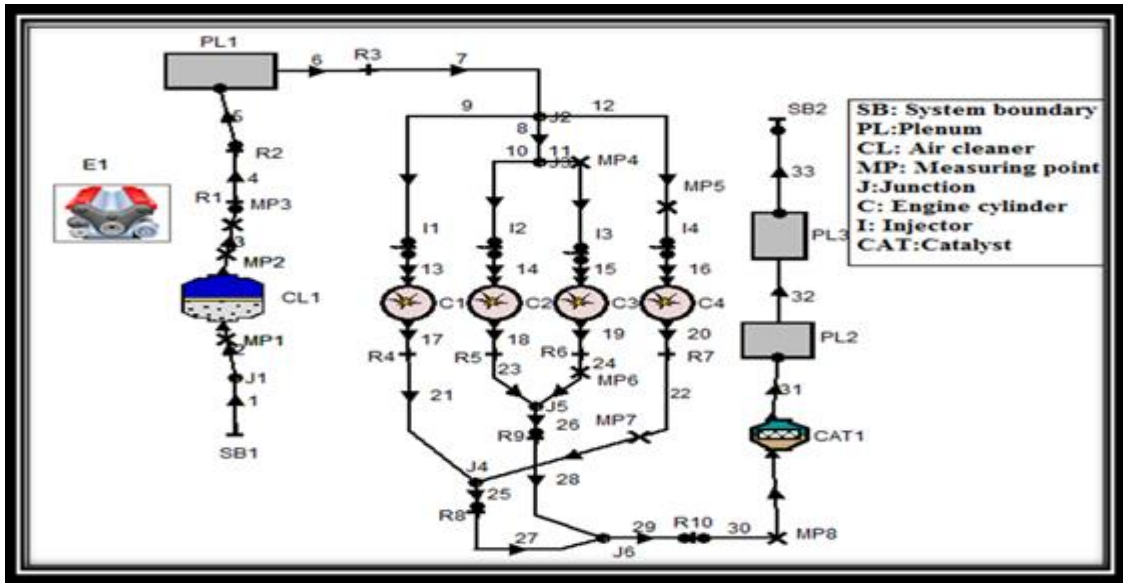 PL1
6
R3
7
5
R2
4
R1
MP3
3
MP2
CL1
MP1
2
J1
1
SB1
E1
9
12
J2
8
10
11
J3
MP4
MP5
I1
I2
I3
I4
13
14
15
16
C1
C2
C3
C4
17
18
19
20
R4
R5
R6
R7
23
24
MP6
21
22
J5
26
MP7
R9
J4
25
28
R8
27
J6
29
R10
30
MP8
CAT1
31
PL2
32
PL3
33
SB2
SB: System boundary
PL:Plenum
CL: Air cleaner
MP: Measuring point
J:Junction
C: Engine cylinder
I: Injector
CAT:Catalyst